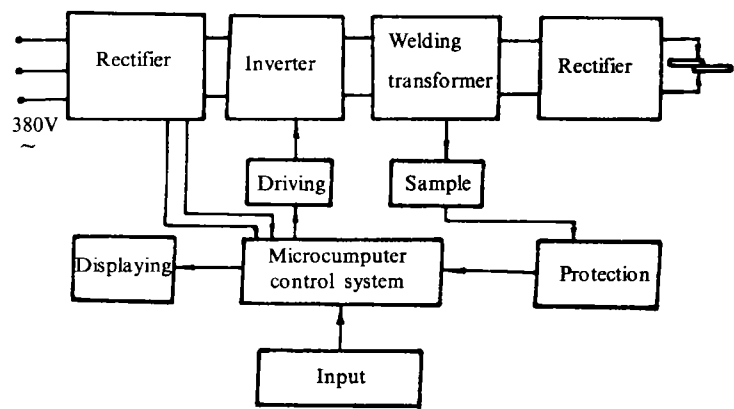 Rectifier
Inverter
Welding
transformer
Rectifier
380V
~
Driving
Sample
Displaying
Microcumputer
control system
Protection
Input